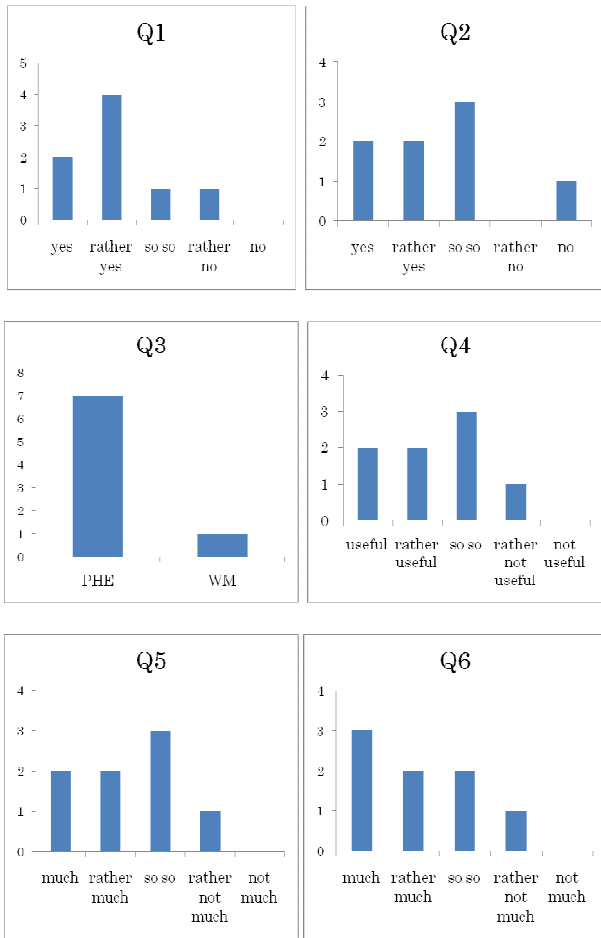 Q1
5
4
3
2
1
0
yes rather so so rather no
yes no
Q2
4
3
2
1
0
yes rather so so rather no
yes no
Q3
8
7
6
5
4
3
2
1
0
PHE WM
Q4
4
3
2
1
0
useful rather so so rather not
useful not useful
useful
Q5
4
3
2
1
0
much rather so so rather not
much not much
much
Q6
4
3
2
1
0
much rather so so rather not
much not much
much